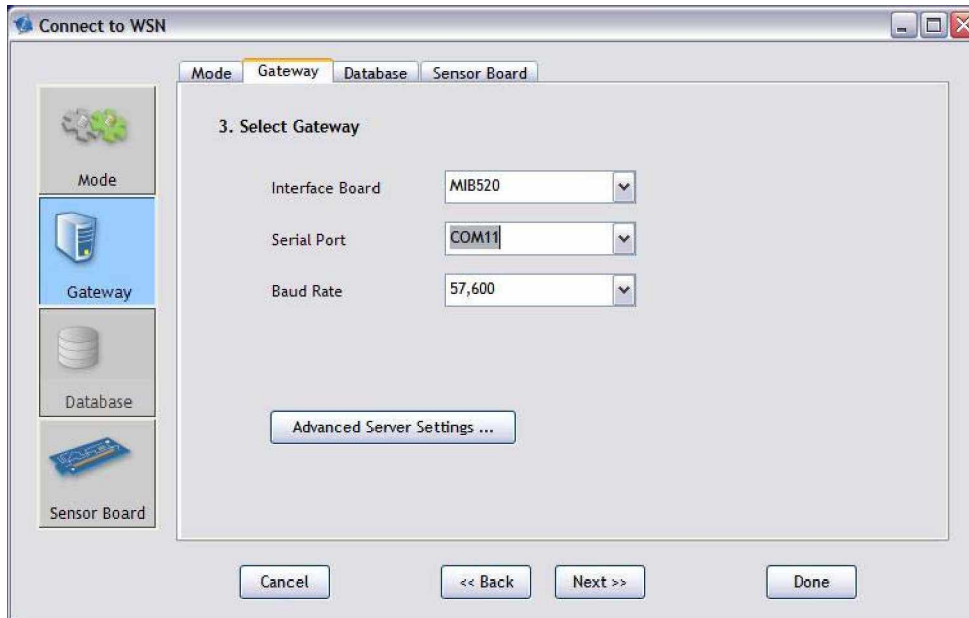 Connect to WSN
Mode Gateway Database Sensor Board
3. Select Gateway
Mode
Interface Board MIB520
Serial Port COM11
Gateway
Baud Rate 57,600
Database
Advanced Server Settings ...
Sensor Board
Cancel << Back Next >> Done